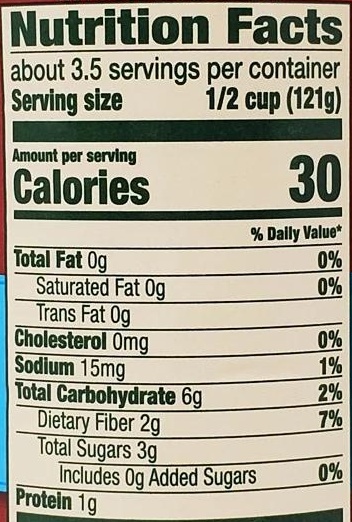 Nutrition Facts
about 3.5 servings per container
Serving size 1/2 cup (121g)
Amount per serving
Calories 30
% Daily Value*
Total Fat 0g 0%
Saturated Fat 0g 0%
Trans Fat 0g
Cholesterol 0mg 0%
Sodium 15mg 1%
Total Carbohydrate 6g 2%
Dietary Fiber 2g 7%
Total Sugars 3g
Includes 0g Added Sugars 0%
Protein 1g